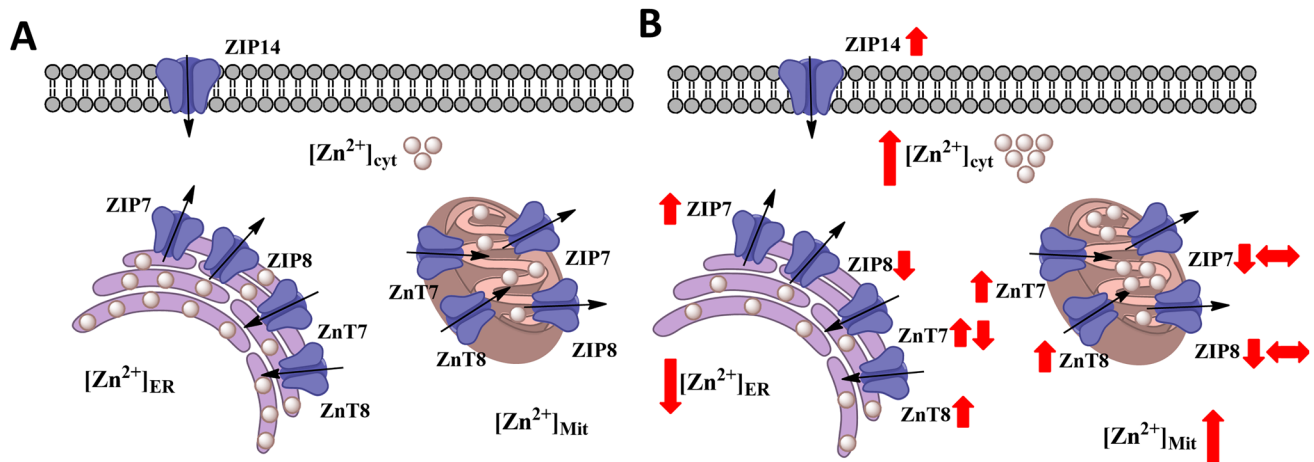 A
ZIP14
[Zn²⁺]cyt
ZIP7
ZIP8
ZnT7
ZnT8
[Zn²⁺]ER
ZIP7
ZnT7
ZnT8
ZIP8
[Zn²⁺]Mit
B
ZIP14
[Zn²⁺]cyt
ZIP7
ZIP8
ZnT7
ZnT8
[Zn²⁺]ER
ZIP7
ZnT7
ZnT8
ZIP8
[Zn²⁺]Mit